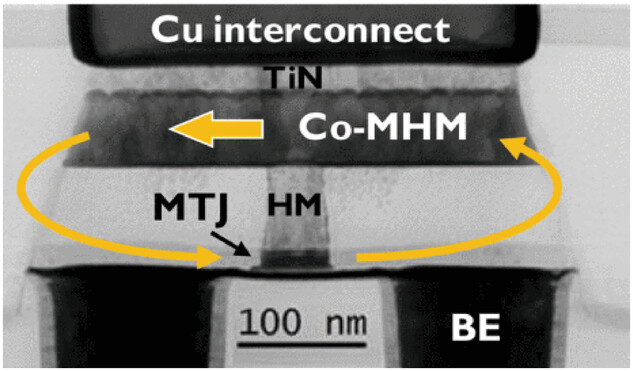 Cu interconnect
TiN
Co-MHM
MTJ HM
100 nm
BE